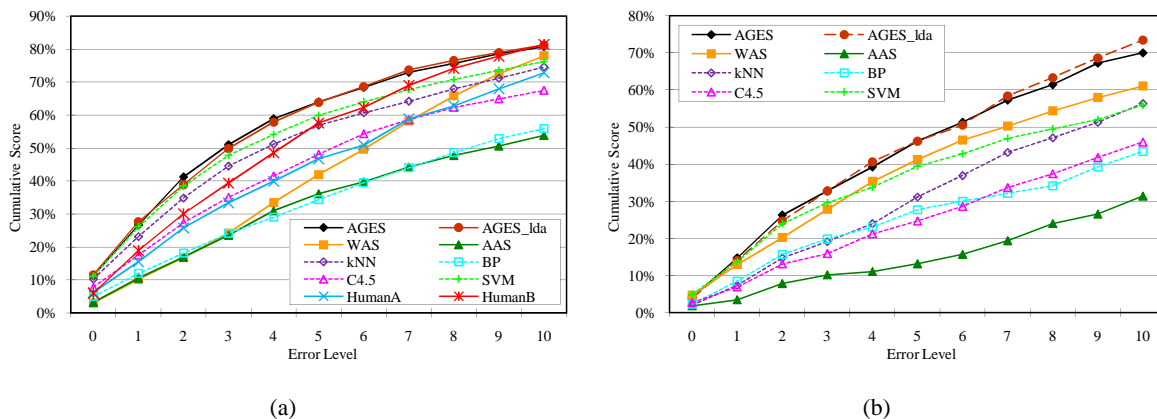 90%
80%
70%
60%
50%
40%
30%
20%
10%
0%
Cumulative Score
0 1 2 3 4 5 6 7 8 9 10
Error Level
AGES AGES_lda
WAS AAS
kNN BP
C4.5 SVM
HumanA HumanB
(a)
80%
70%
60%
50%
40%
30%
20%
10%
0%
Cumulative Score
0 1 2 3 4 5 6 7 8 9 10
Error Level
AGES AGES_lda
WAS AAS
kNN BP
C4.5 SVM
(b)